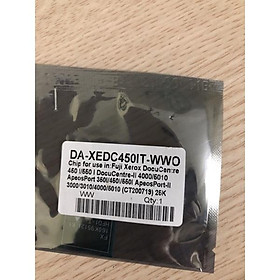 DA-XEDC450IT-WWO
Chip for use in:Fuji Xerox DocuCentre
450 I/550 I DocuCentre-II 4000/5010
ApeosPort 350I/450I/550I ApeosPort-II
3000/3010/4000/5010 (CT200719) 25K
WW
Qty:1